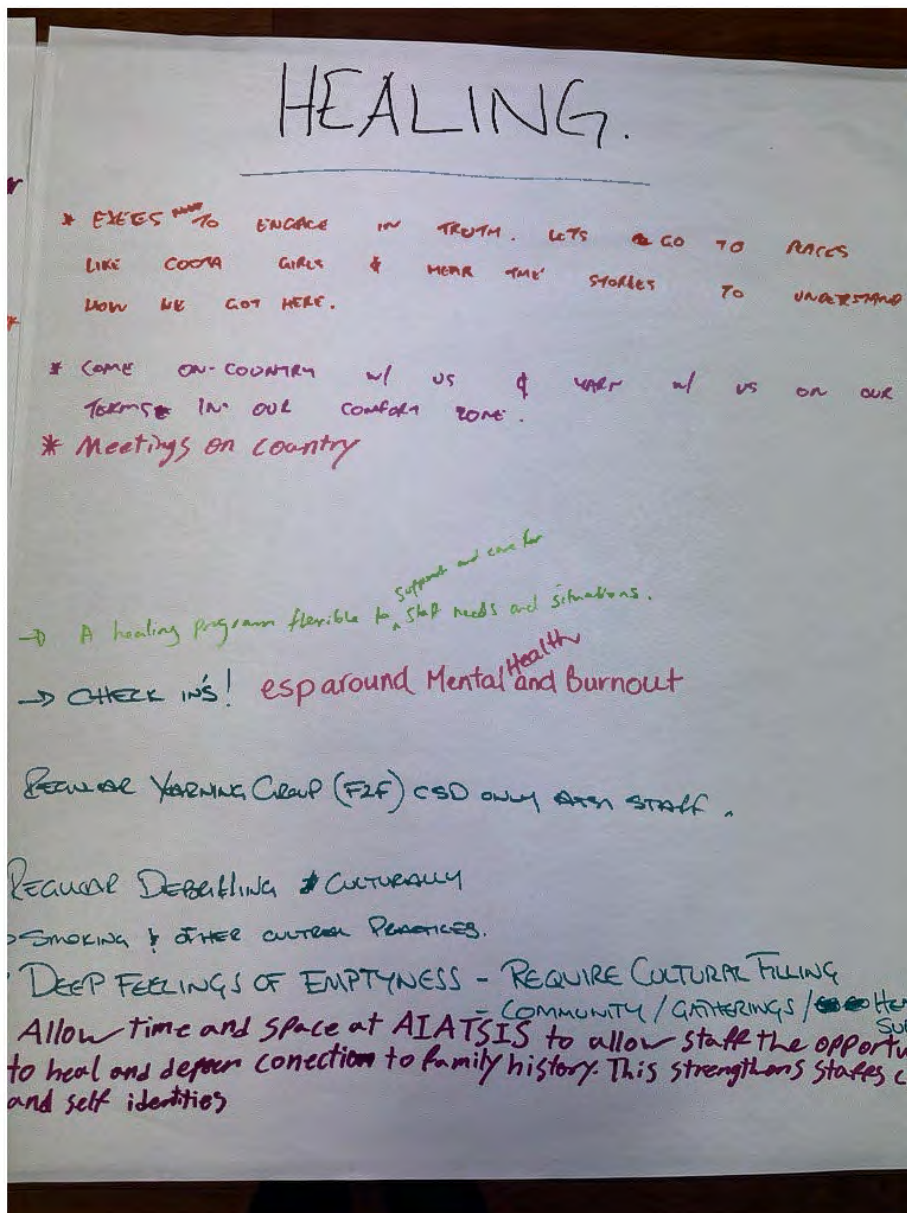 HEALING.
* EXECS TO ENGAGE IN TRUTH. LETS GO TO PLACES
LIKE COOTA GIRLS & HEAR THE STORIES TO UNDERSTAND
HOW WE GOT HERE.
* COME ON-COUNTRY w/ US & YARN w/ US ON OUR
TERMS IN OUR COMFORT ZONE.
* Meetings on country
support and care for
→ A healing program flexible to ^ staff needs and situations.
Health
→ CHECK IN'S! esp around Mental and Burnout
REGULAR YARNING GROUP (F2F) CSD ONLY STAFF.
REGULAR DEBRIEFING CULTURALLY
SMOKING & OTHER CULTURAL PRACTICES.
DEEP FEELINGS OF EMPTYNESS - REQUIRE CULTURAL FILLING
- COMMUNITY / GATHERINGS /
Allow time and space at AIATSIS to allow staff the opportu
to heal and deepen conection to family history. This strengthens staffs c
and self identities